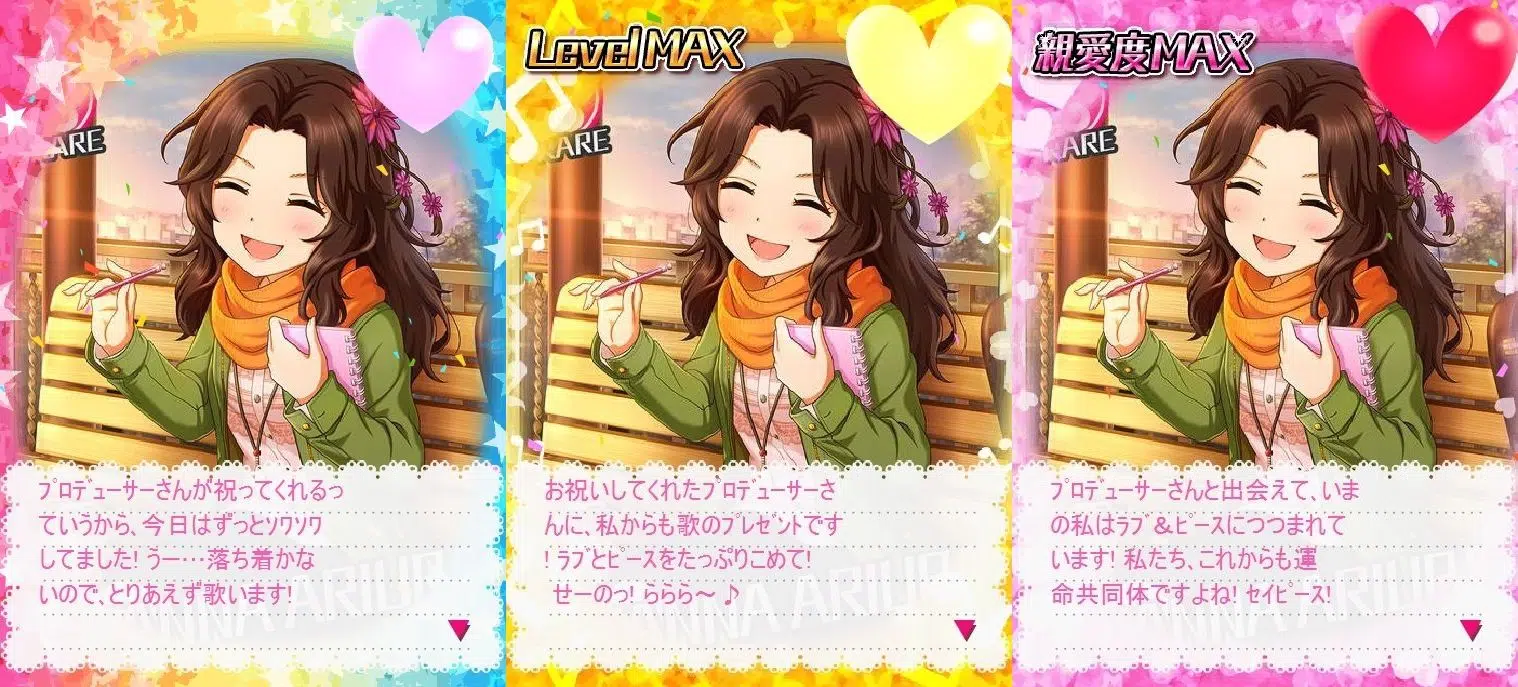 RARE
ﾌﾟﾛﾃﾞｭｰｻｰさんが祝ってくれるっ
ていうから､今日はずっとｿﾜｿﾜ
してました! うー…落ち着かな
いので､とりあえず歌います!
Level MAX
RARE
お祝いしてくれたﾌﾟﾛﾃﾞｭｰｻｰさ
んに､私からも歌のﾌﾟﾚｾﾞﾝﾄです
! ﾗﾌﾞとﾋﾟｰｽをたっぷりこめて!
せーのっ! ららら～♪
親愛度MAX
RARE
ﾌﾟﾛﾃﾞｭｰｻｰさんと出会えて､いま
の私はﾗﾌﾞ＆ﾋﾟｰｽにつつまれて
います! 私たち､これからも運
命共同体ですよね! ｾｲﾋﾟｰｽ!